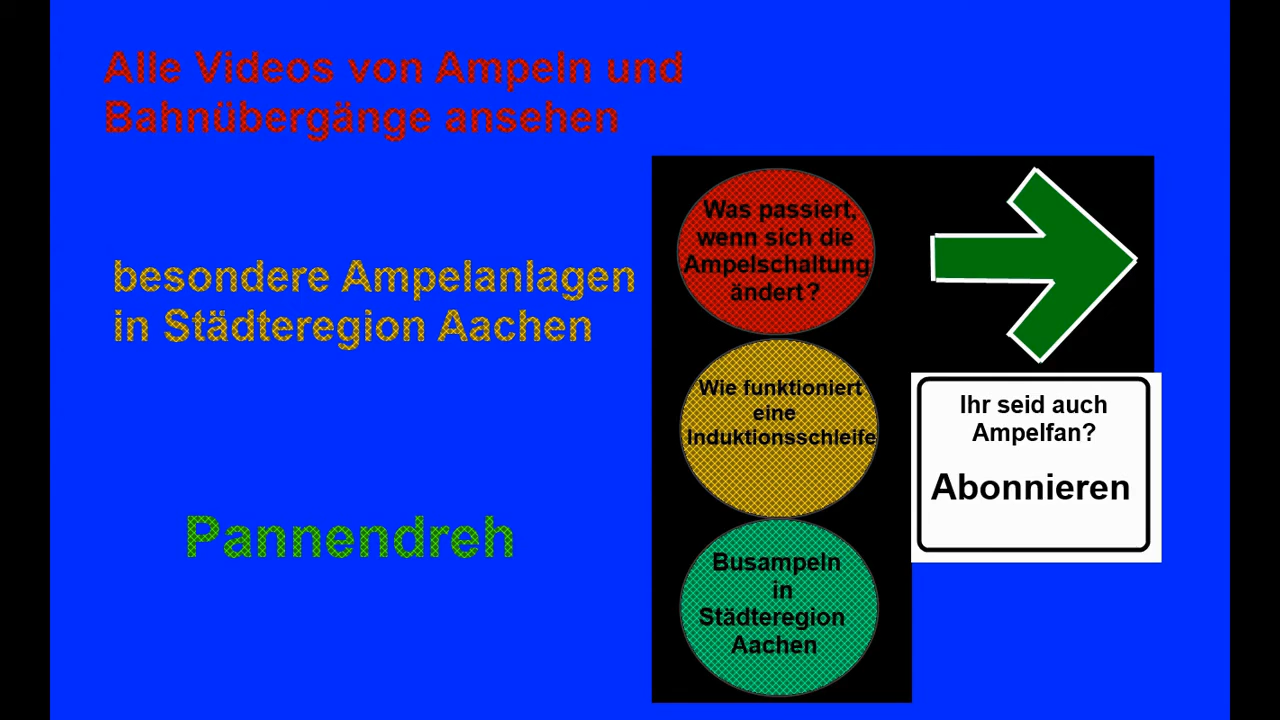 Alle Videos von Ampeln und
Bahnübergänge ansehen
besondere Ampelanlagen
in Städteregion Aachen
Pannendreh
Was passiert,
wenn sich die
Ampelschaltung
ändert?
Wie funktioniert
eine
Induktionsschleife
Busampeln
in
Städteregion
Aachen
Ihr seid auch
Ampelfan?
Abonnieren